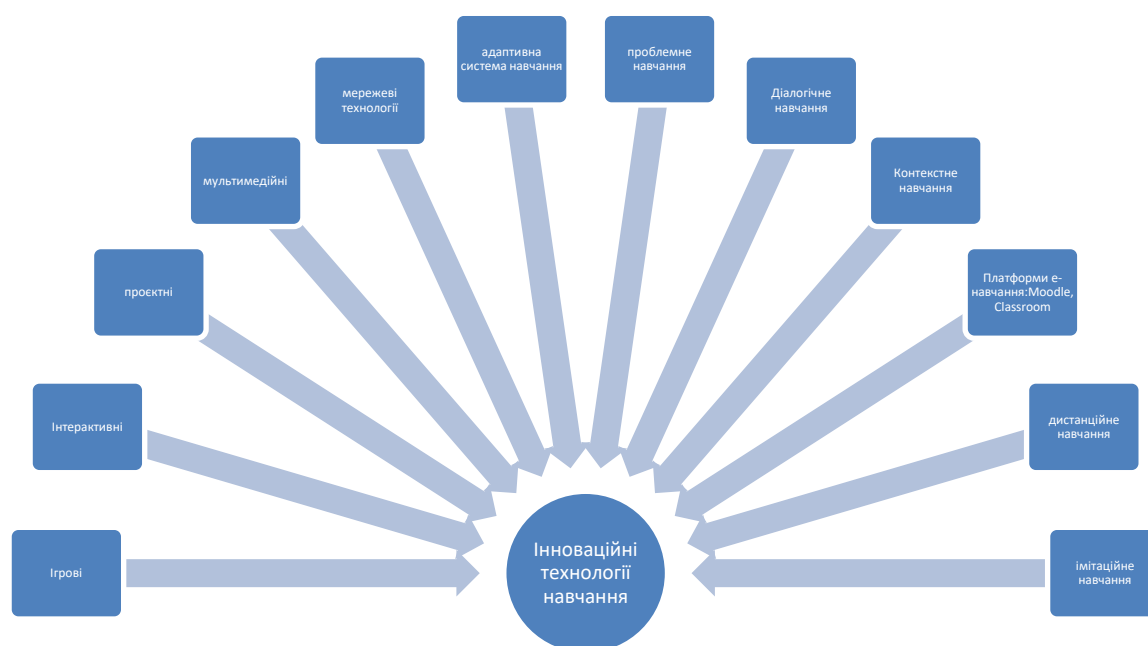 Ігрові
Інтерактивні
проєктні
мультимедійні
мережеві
технології
адаптивна
система навчання
проблемне
навчання
Діалогічне
навчання
Контекстне
навчання
Платформи е-
навчання:Moodle,
Classroom
дистанційне
навчання
імітаційне
навчання
Інноваційні
технології
навчання